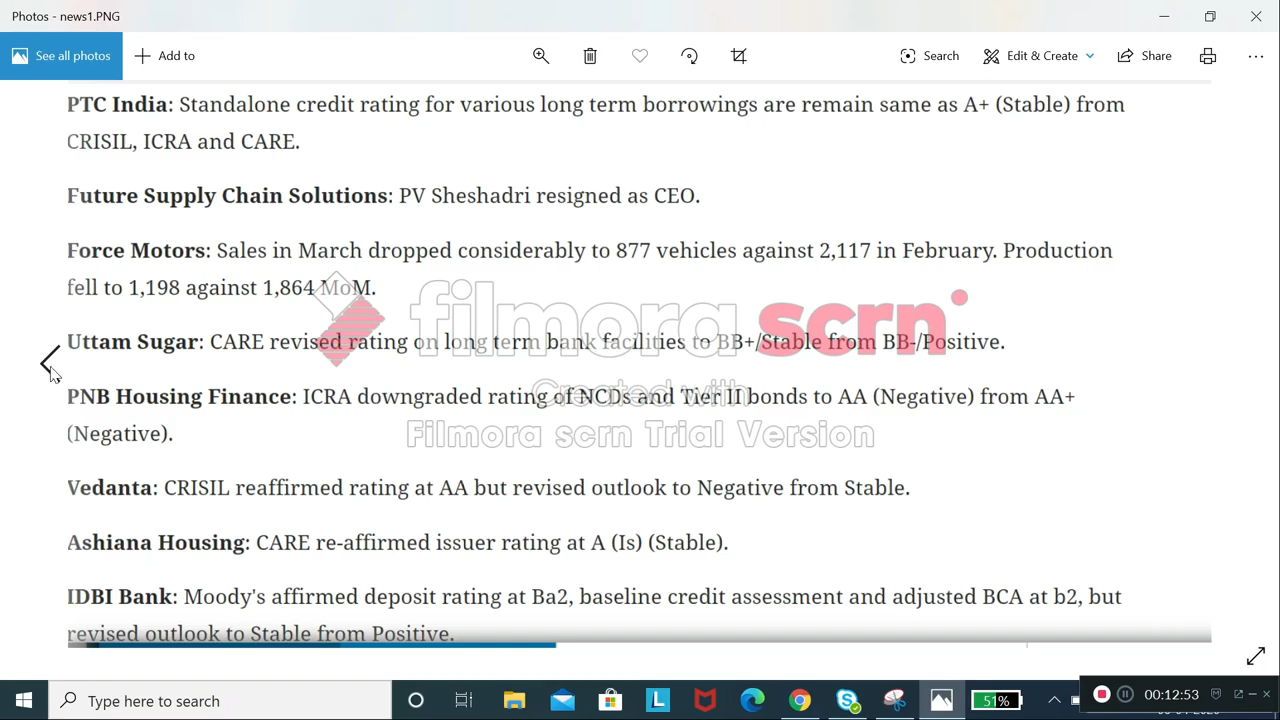 Photos - news1.PNG
See all photos
Add to
Search
Edit & Create
Share
PTC India: Standalone credit rating for various long term borrowings are remain same as A+ (Stable) from
CRISIL, ICRA and CARE.
Future Supply Chain Solutions: PV Sheshadri resigned as CEO.
Force Motors: Sales in March dropped considerably to 877 vehicles against 2,117 in February. Production
fell to 1,198 against 1,864 MoM.
filmora scrn
Uttam Sugar: CARE revised rating on long term bank facilities to BB+/Stable from BB-/Positive.
Created with
PNB Housing Finance: ICRA downgraded rating of NCDs and Tier II bonds to AA (Negative) from AA+
(Negative).
Filmora scrn Trial Version
Vedanta: CRISIL reaffirmed rating at AA but revised outlook to Negative from Stable.
Ashiana Housing: CARE re-affirmed issuer rating at A (Is) (Stable).
IDBI Bank: Moody's affirmed deposit rating at Ba2, baseline credit assessment and adjusted BCA at b2, but
revised outlook to Stable from Positive.
Type here to search
L
51%
00:12:53